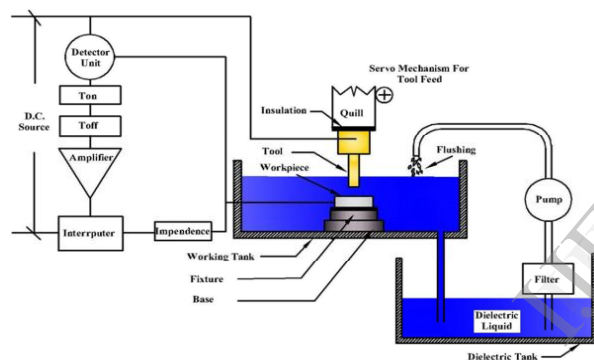 Detector
Unit
Ton
Toff
D.C.
Source
Amplifier
Interrputer
Impendence
Servo Mechanism For
Tool Feed
Insulation
Quill
Tool
Workpiece
Flushing
Pump
Working Tank
Fixture
Base
Filter
Dielectric
Liquid
Dielectric Tank